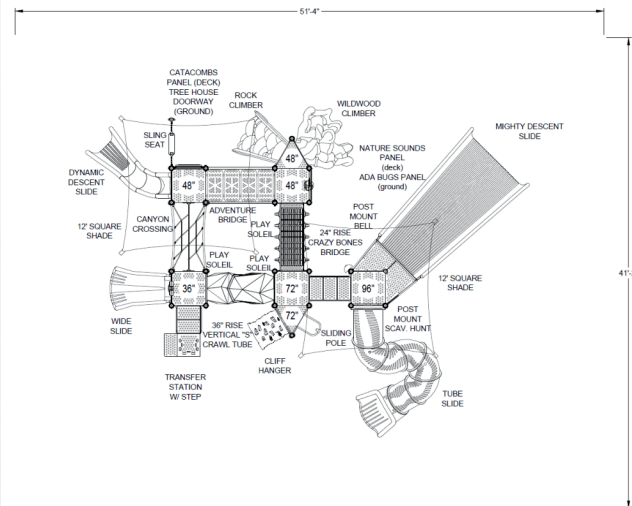 51'-4"
CATACOMBS
PANEL (DECK)
TREE HOUSE
DOORWAY
(GROUND)
ROCK
CLIMBER
WILDWOOD
CLIMBER
MIGHTY DESCENT
SLIDE
SLING
SEAT
NATURE SOUNDS
PANEL
(deck)
ADA BUGS PANEL
(ground)
DYNAMIC
DESCENT
SLIDE
48"
48"
48"
12' SQUARE
SHADE
CANYON
CROSSING
ADVENTURE
BRIDGE
PLAY
SOLEIL
POST
MOUNT
BELL
24" RISE
CRAZY BONES
BRIDGE
PLAY
SOLEIL
PLAY
SOLEIL
12' SQUARE
SHADE
36"
72"
96"
72"
WIDE
SLIDE
36" RISE
VERTICAL "S"
CRAWL TUBE
SLIDING
POLE
POST
MOUNT
SCAV. HUNT
CLIFF
HANGER
TRANSFER
STATION
W/ STEP
TUBE
SLIDE